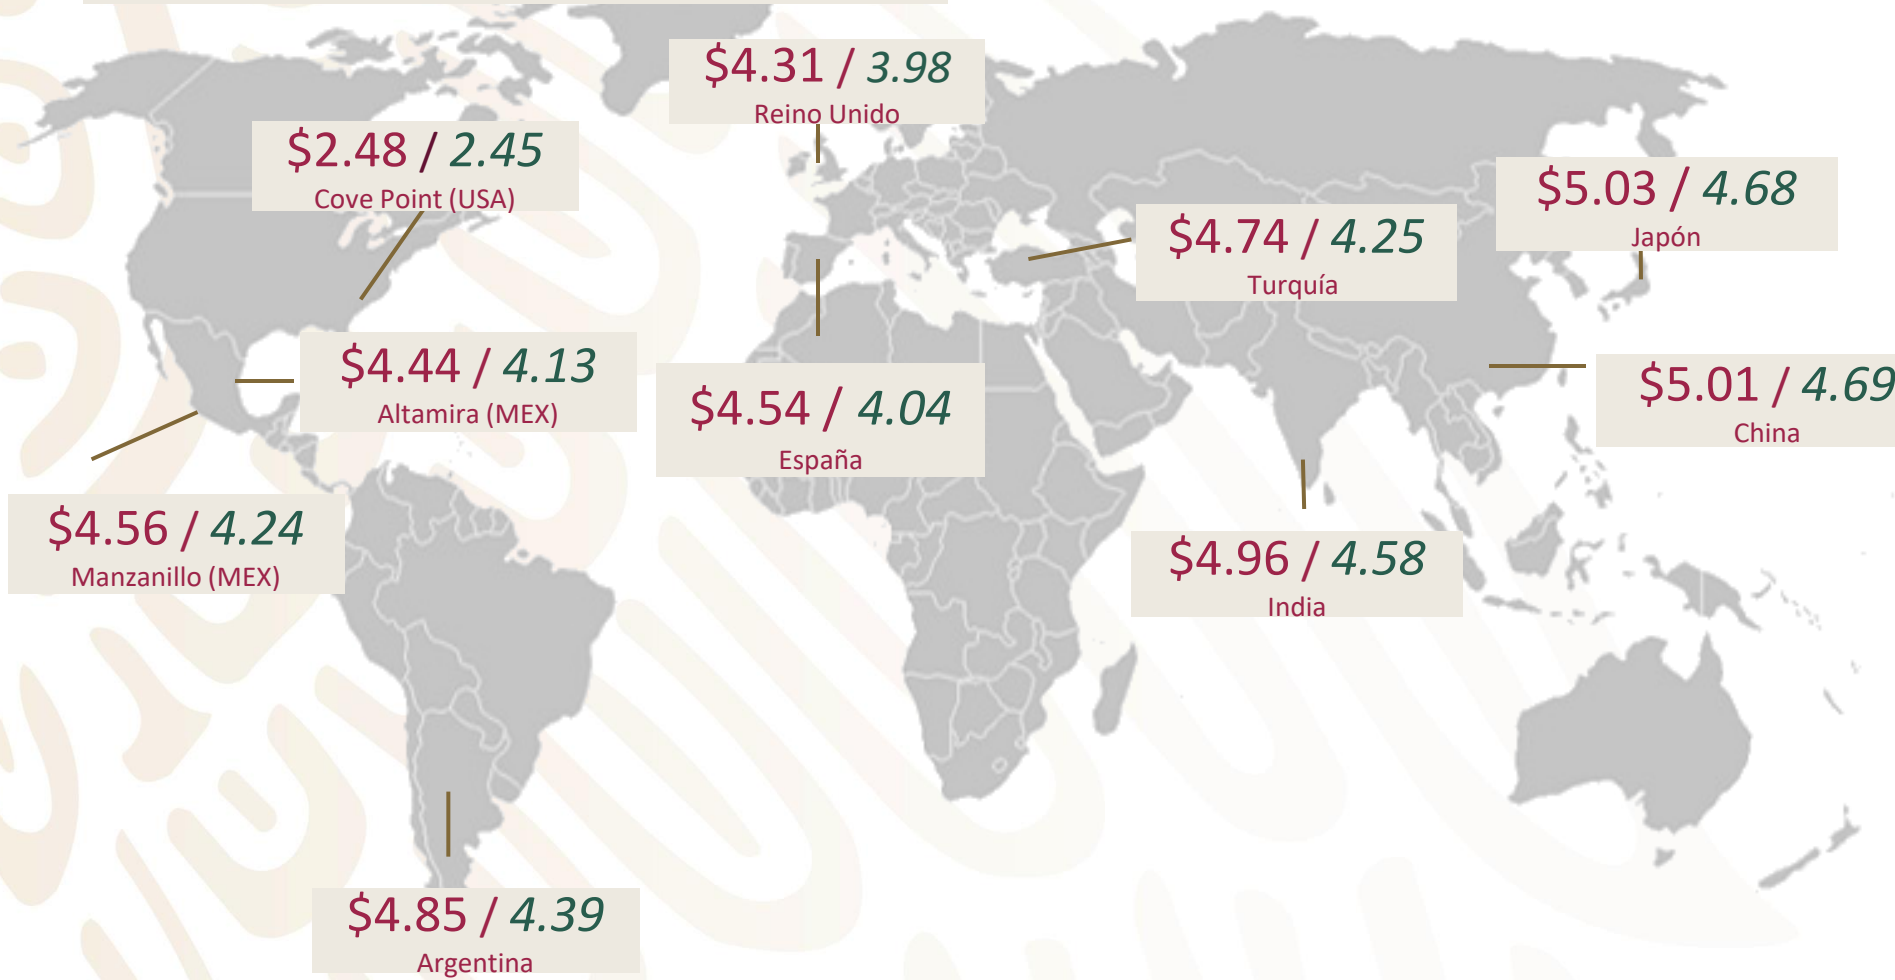 $4.31 / 3.98
Reino Unido
$2.48 / 2.45
Cove Point (USA)
$5.03 / 4.68
Japón
$4.74 / 4.25
Turquía
$4.44 / 4.13
Altamira (MEX)
$4.54 / 4.04
España
$5.01 / 4.69
China
$4.56 / 4.24
Manzanillo (MEX)
$4.96 / 4.58
India
$4.85 / 4.39
Argentina